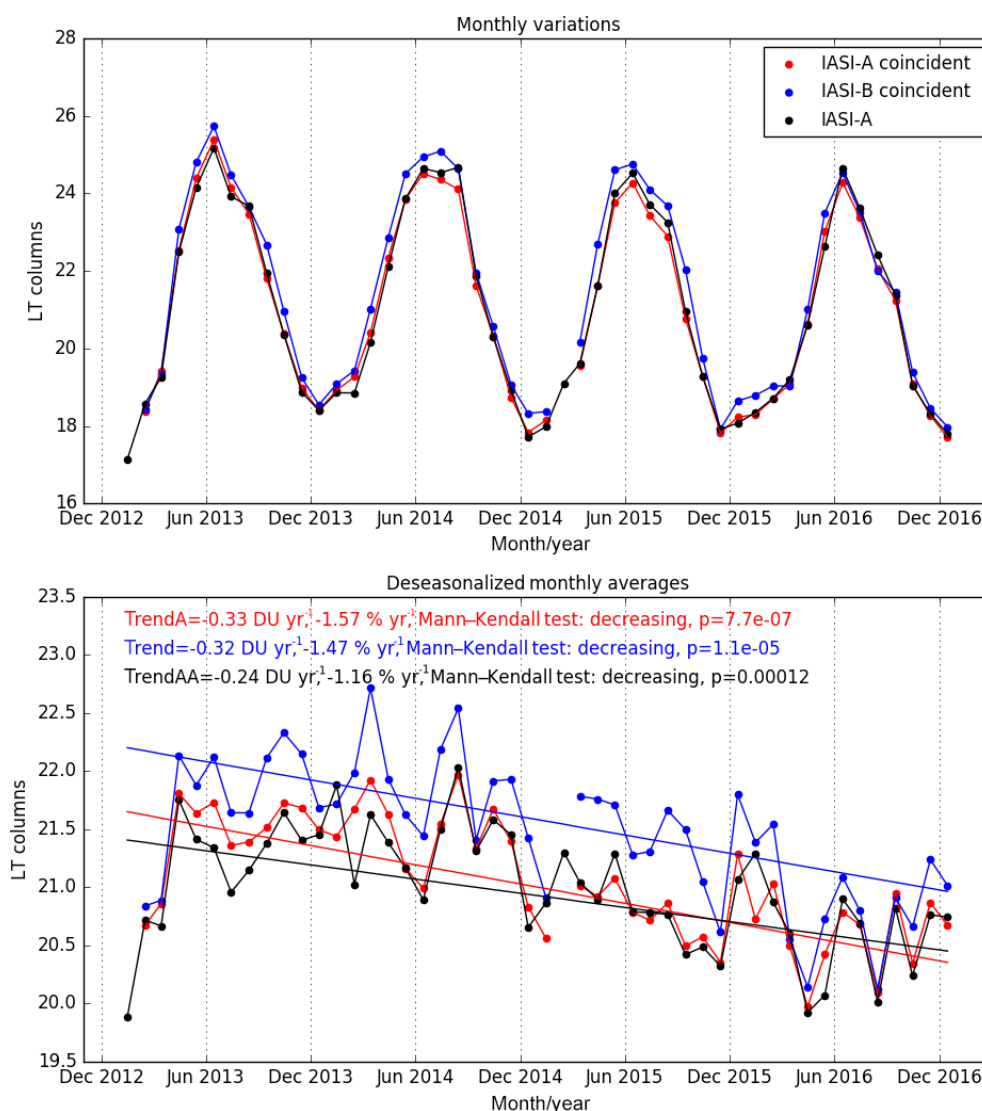 Monthly variations
28
26
24
22
20
18
16
LT columns
IASI-A coincident
IASI-B coincident
IASI-A
Dec 2012 Jun 2013 Dec 2013 Jun 2014 Dec 2014 Jun 2015 Dec 2015 Jun 2016 Dec 2016
Month/year
Deseasonalized monthly averages
23.5
23.0
22.5
22.0
21.5
21.0
20.5
20.0
19.5
LT columns
TrendA=-0.33 DU yr,⁻¹-1.57 % yr,⁻¹Mann–Kendall test: decreasing, p=7.7e-07
Trend=-0.32 DU yr,⁻¹-1.47 % yr,⁻¹Mann–Kendall test: decreasing, p=1.1e-05
TrendAA=-0.24 DU yr,⁻¹-1.16 % yr,⁻¹Mann–Kendall test: decreasing, p=0.00012
Dec 2012 Jun 2013 Dec 2013 Jun 2014 Dec 2014 Jun 2015 Dec 2015 Jun 2016 Dec 2016
Month/year